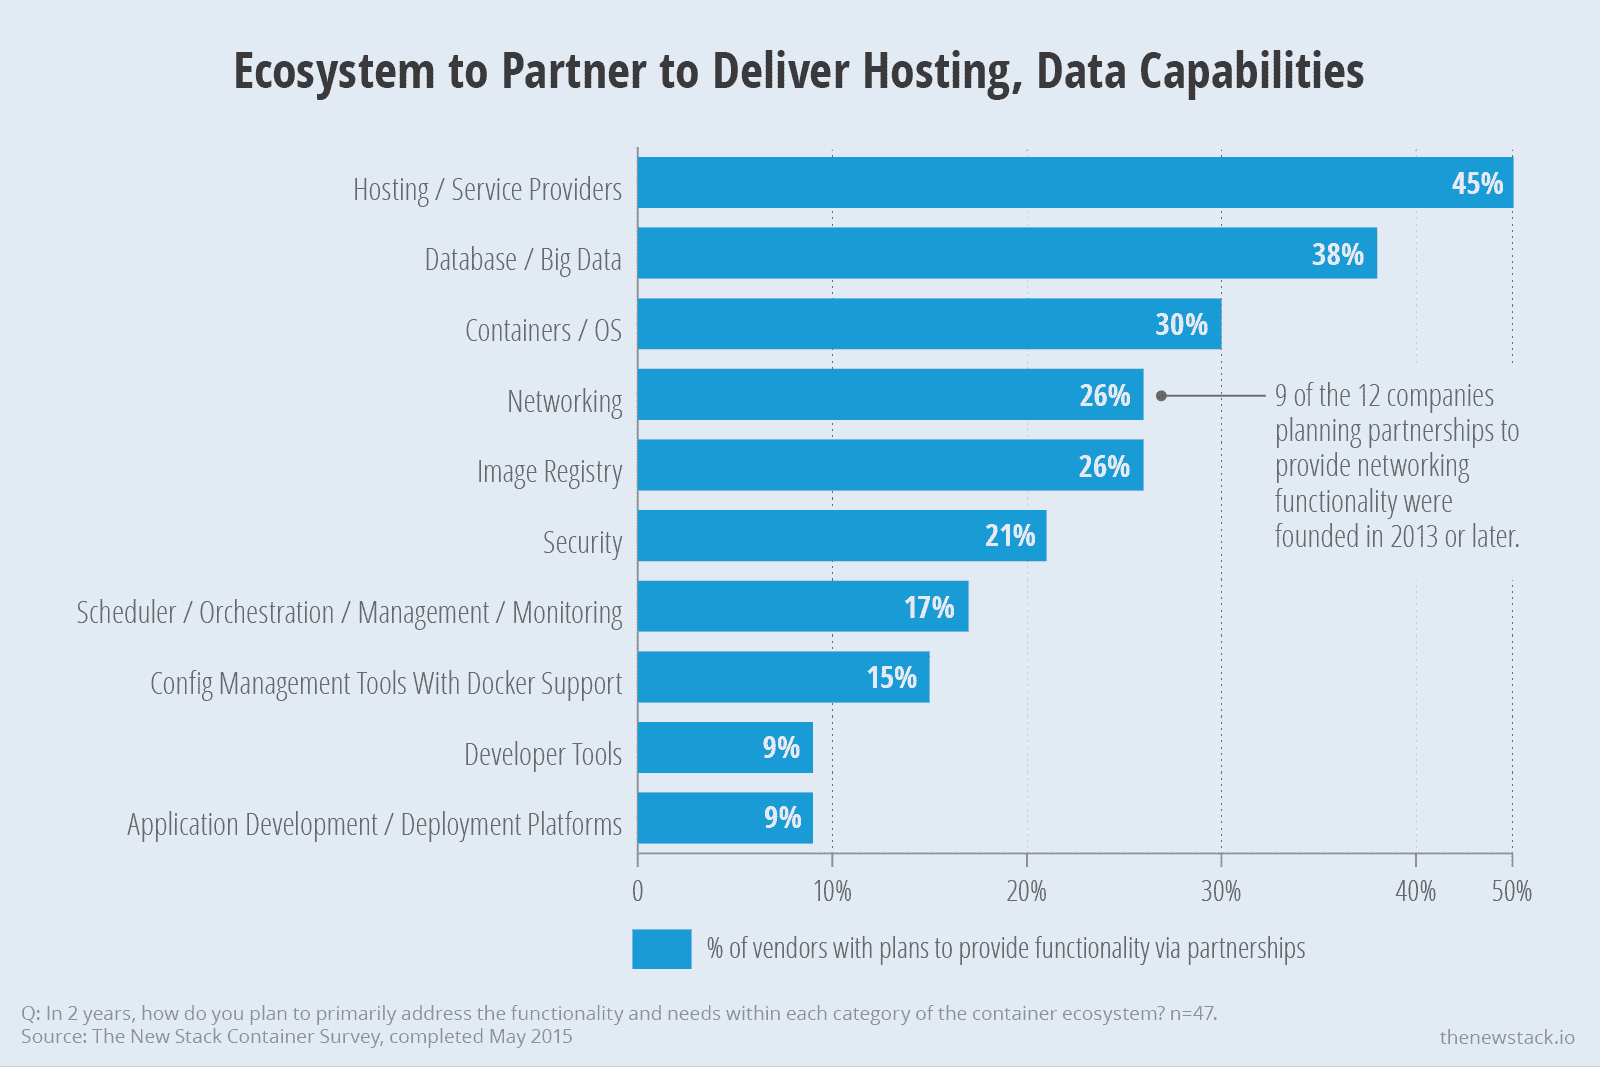 Ecosystem to Partner to Deliver Hosting, Data Capabilities
Hosting / Service Providers
45%
Database / Big Data
38%
Containers / OS
30%
Networking
26%
9 of the 12 companies
planning partnerships to
provide networking
functionality were
founded in 2013 or later.
Image Registry
26%
Security
21%
Scheduler / Orchestration / Management / Monitoring
17%
Config Management Tools With Docker Support
15%
Developer Tools
9%
Application Development / Deployment Platforms
9%
0 10% 20% 30% 40% 50%
% of vendors with plans to provide functionality via partnerships
Q: In 2 years, how do you plan to primarily address the functionality and needs within each category of the container ecosystem? n=47.
Source: The New Stack Container Survey, completed May 2015
thenewstack.io